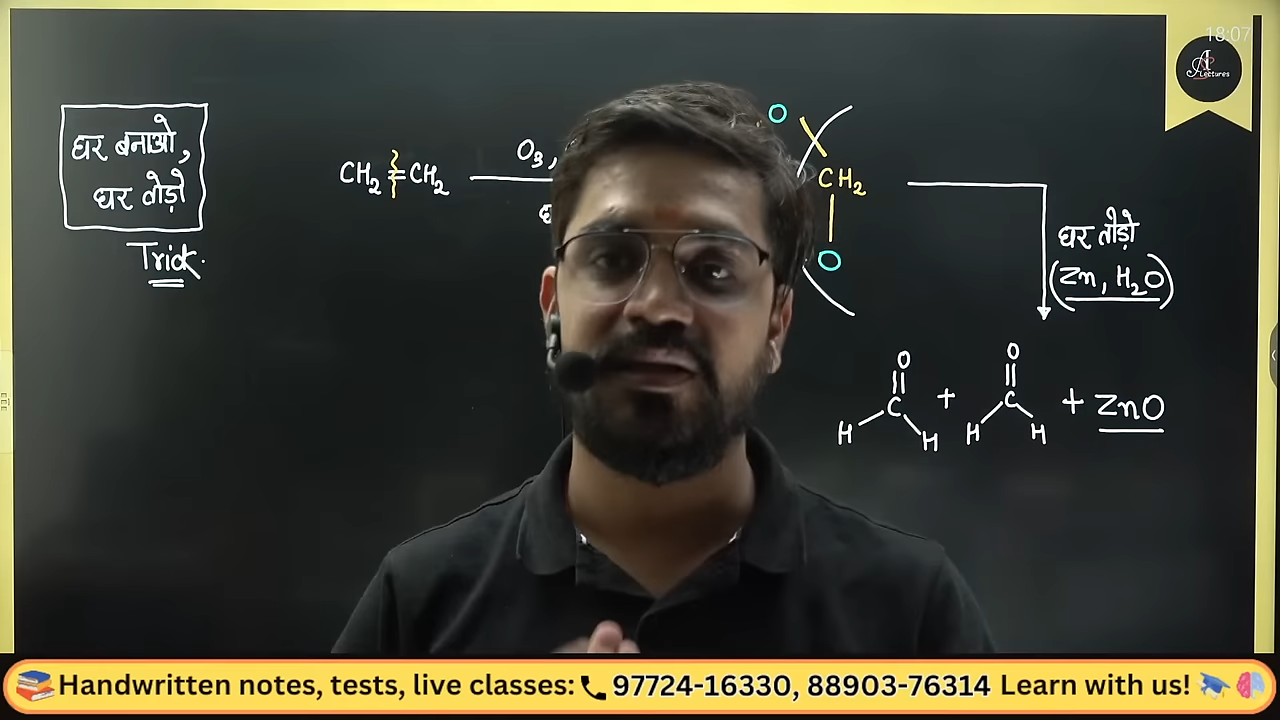 18:07
A Lectures
घर बनाओ,
घर तोड़ो
Trick.
CH₂=CH₂
O₃,
घ
O
CH₂
O
घर तोड़ो
(Zn, H₂O)
O
C
H
H
+
O
C
H
H
+ ZnO
Handwritten notes, tests, live classes: 97724-16330, 88903-76314 Learn with us!